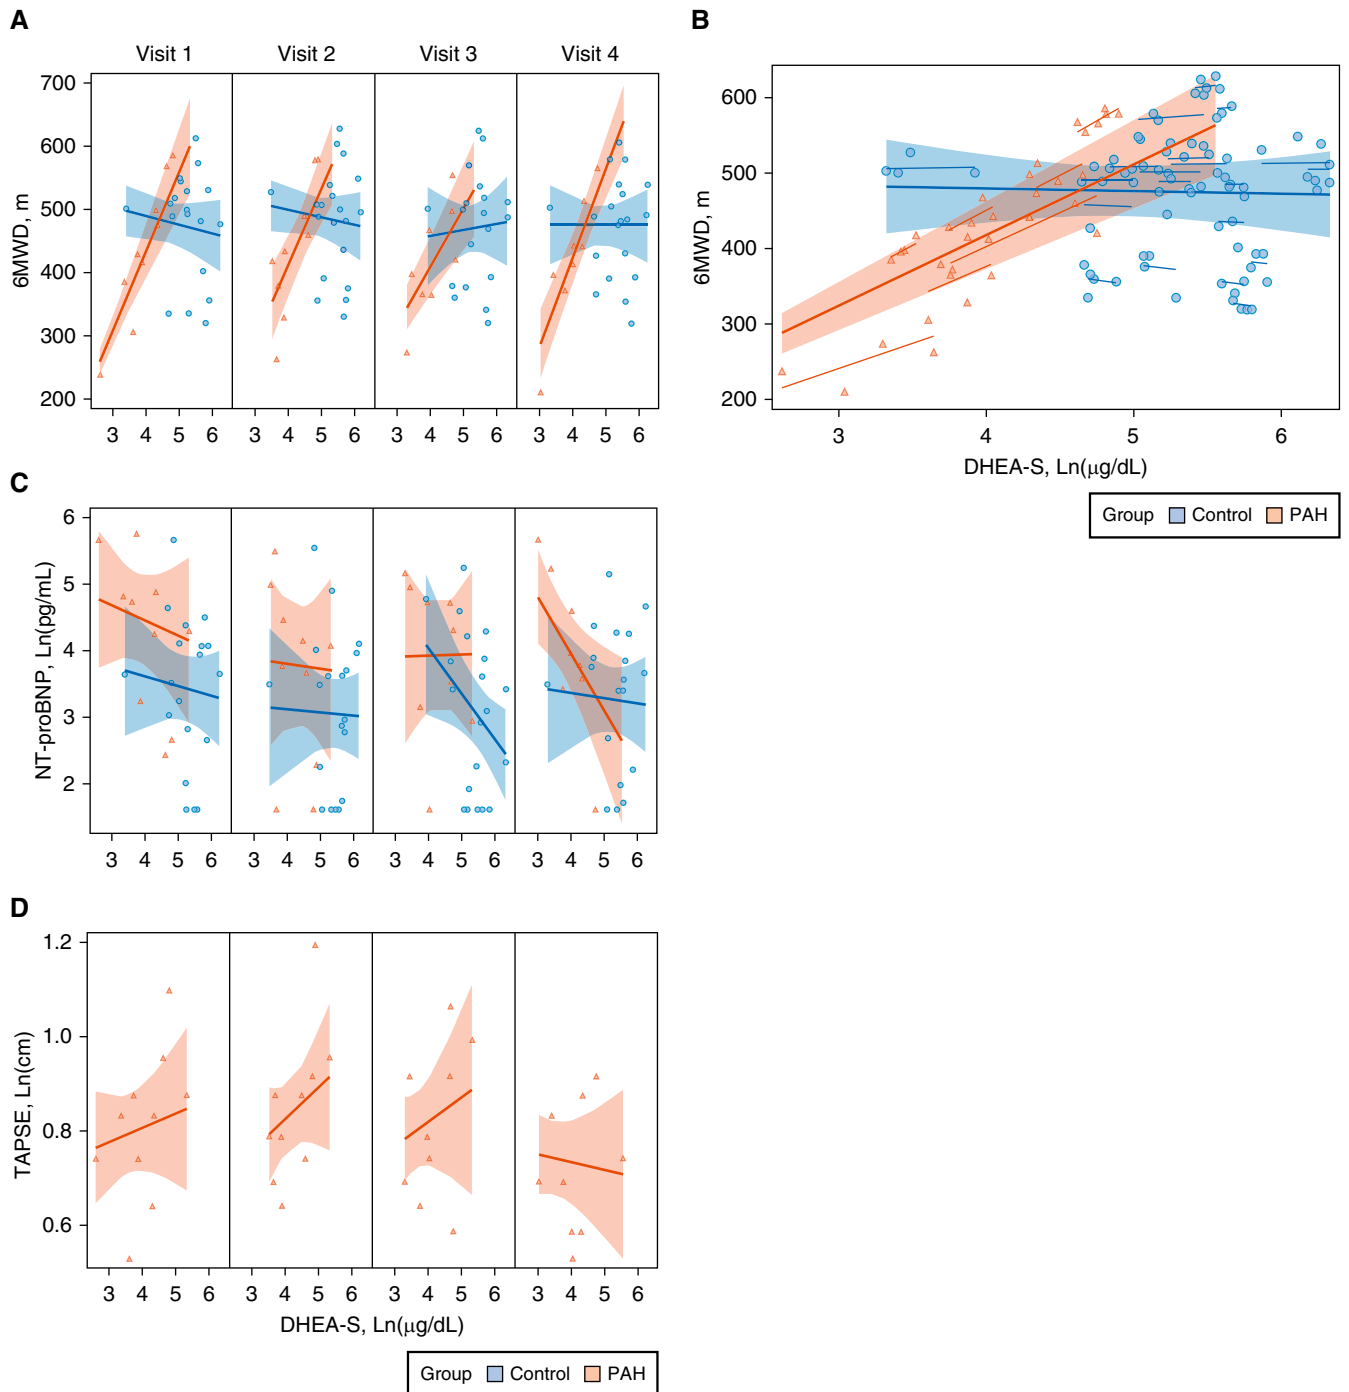 A
B
Visit 1 Visit 2 Visit 3 Visit 4
700
600
500
400
300
200
6MWD, m
3 4 5 6 3 4 5 6 3 4 5 6 3 4 5 6
600
500
400
300
200
6MWD, m
3 4 5 6
DHEA-S, Ln(μg/dL)
Group Control PAH
C
6
5
4
3
2
NT-proBNP, Ln(pg/mL)
3 4 5 6 3 4 5 6 3 4 5 6 3 4 5 6
D
1.2
1.0
0.8
0.6
TAPSE, Ln(cm)
3 4 5 6 3 4 5 6 3 4 5 6 3 4 5 6
DHEA-S, Ln(μg/dL)
Group Control PAH